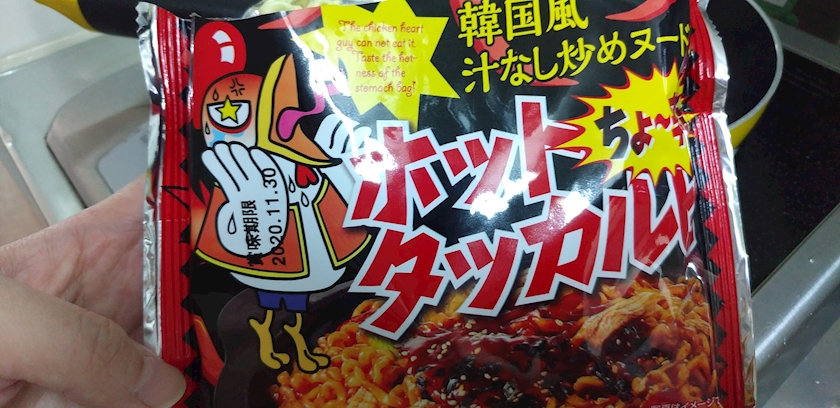 The chicken heart
guy can not eat it.
Taste the hot-
ness of the
stomach bag!
韓国風
汁なし炒めヌード
ちょ〜
ホット
タッカルビ
賞味期限
2020.11.30